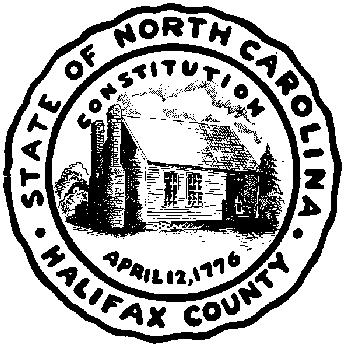 STATE OF NORTH CAROLINA
CONSTITUTION
APRIL 12, 1776
• HALIFAX COUNTY •